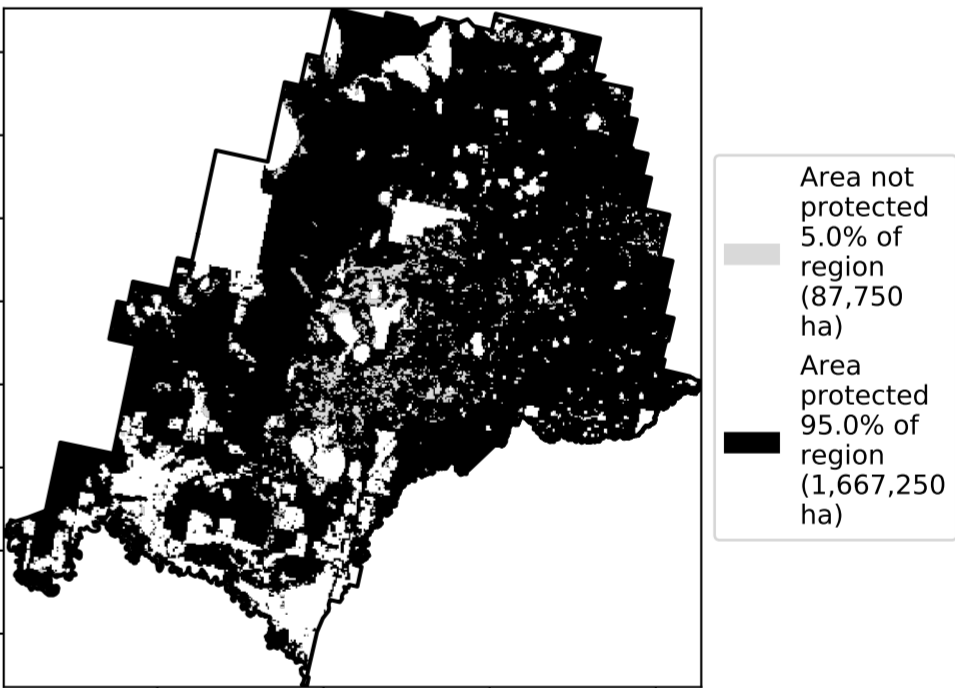 Area not
protected
5.0% of
region
(87,750
ha)
Area
protected
95.0% of
region
(1,667,250
ha)